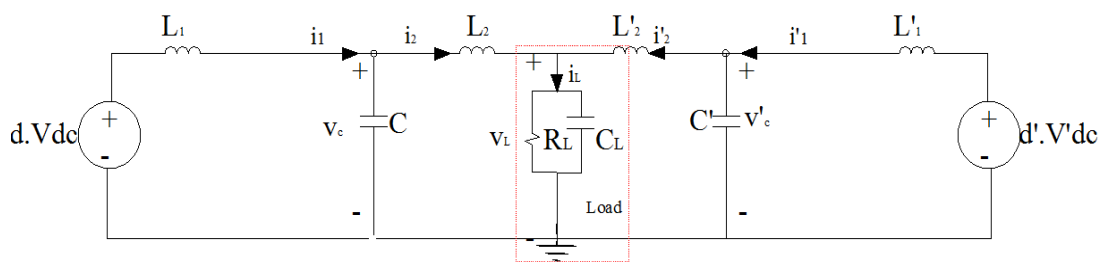 L₁ i₁ i₂ L₂ L'₂ i'₂ i'₁ L'₁
+ + iL +
d.Vdc + - vc C vL RL CL C' v'c + - d'.V'dc
- Load -
-